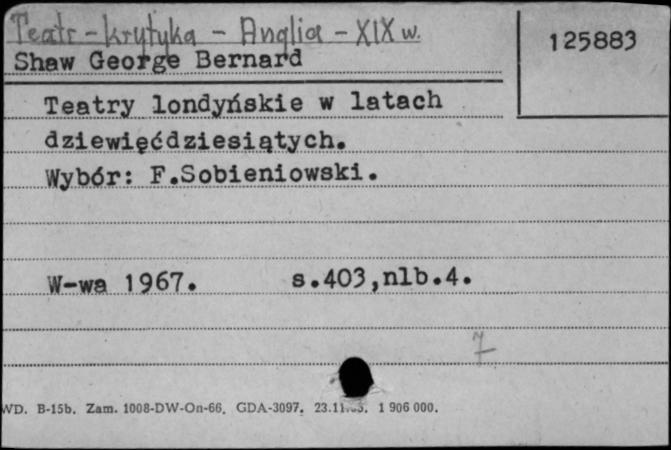 Teatr - krytyka - Anglia - XIX w.
125883
Shaw George Bernard
Teatry londyńskie w latach
dziewięćdziesiątych.
Wybór: F.Sobieniowski.
W-wa 1967. s.403,nlb.4.
7
WD. B-15b. Zam. 1008-DW-On-66. GDA-3097. 1 906 000.